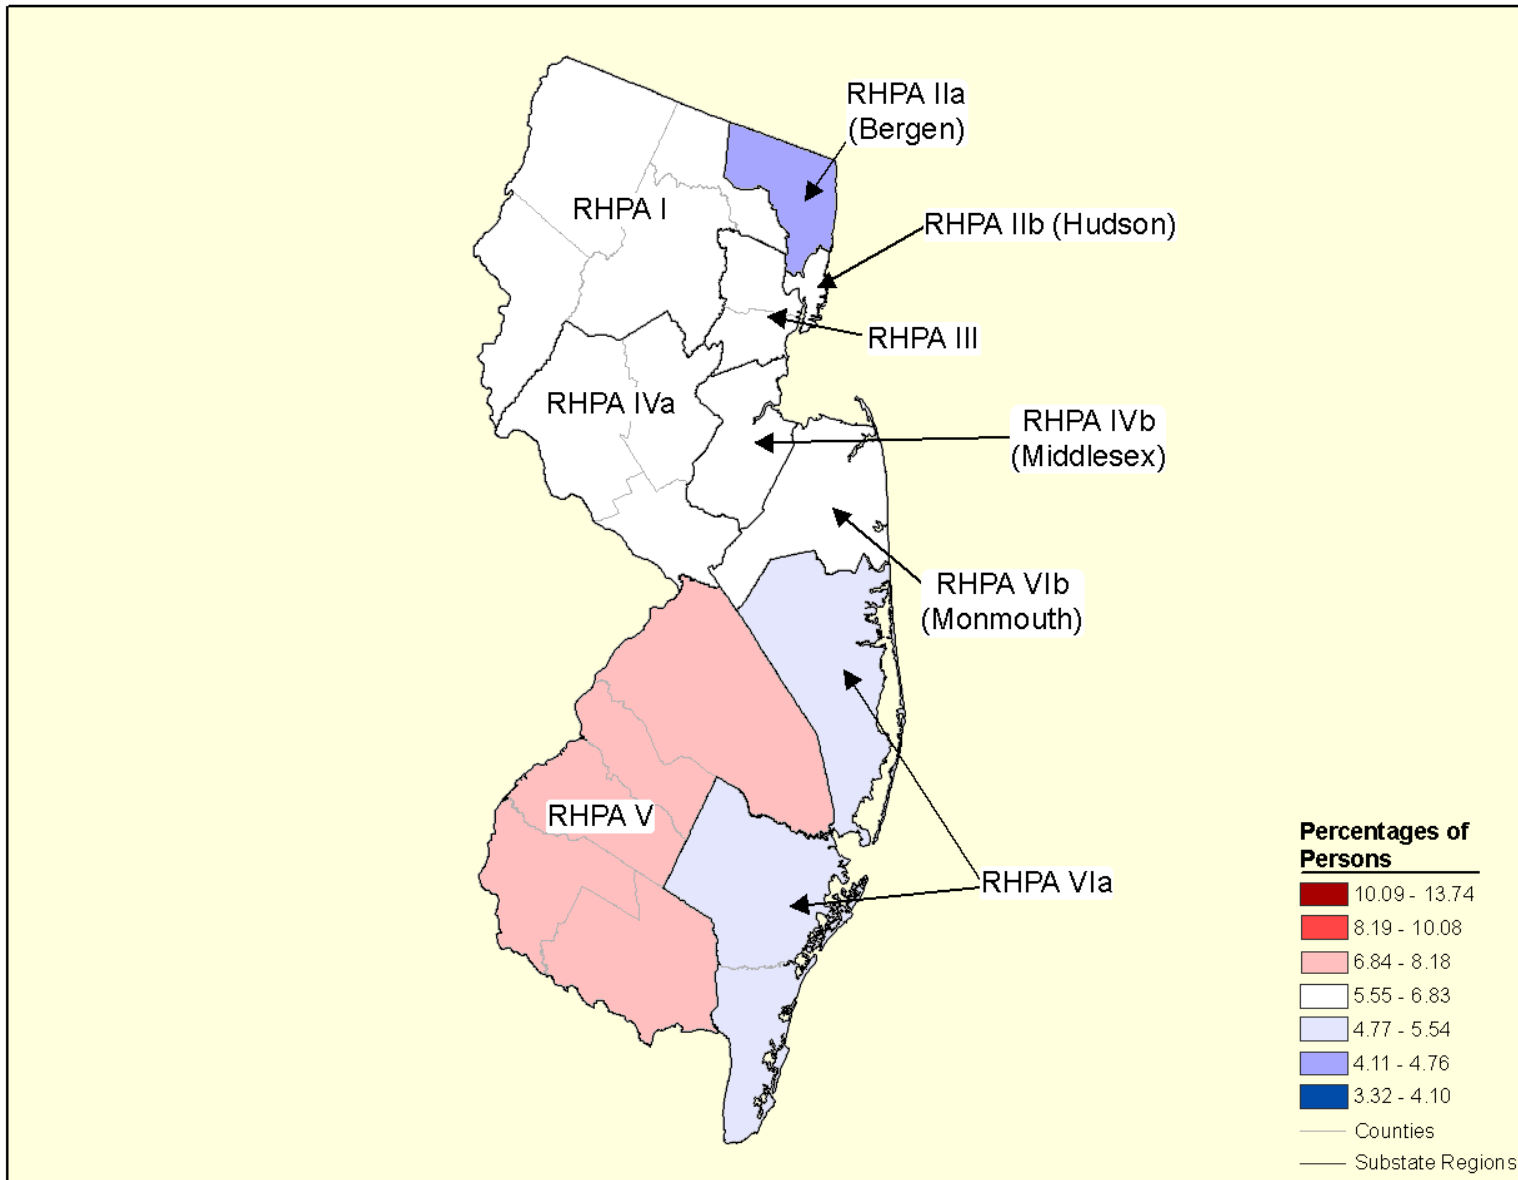 RHPA IIa
(Bergen)
RHPA I
RHPA IIb (Hudson)
RHPA III
RHPA IVa
RHPA IVb
(Middlesex)
RHPA VIb
(Monmouth)
RHPA V
RHPA VIa
Percentages of
Persons
10.09 - 13.74
8.19 - 10.08
6.84 - 8.18
5.55 - 6.83
4.77 - 5.54
4.11 - 4.76
3.32 - 4.10
Counties
Substate Regions